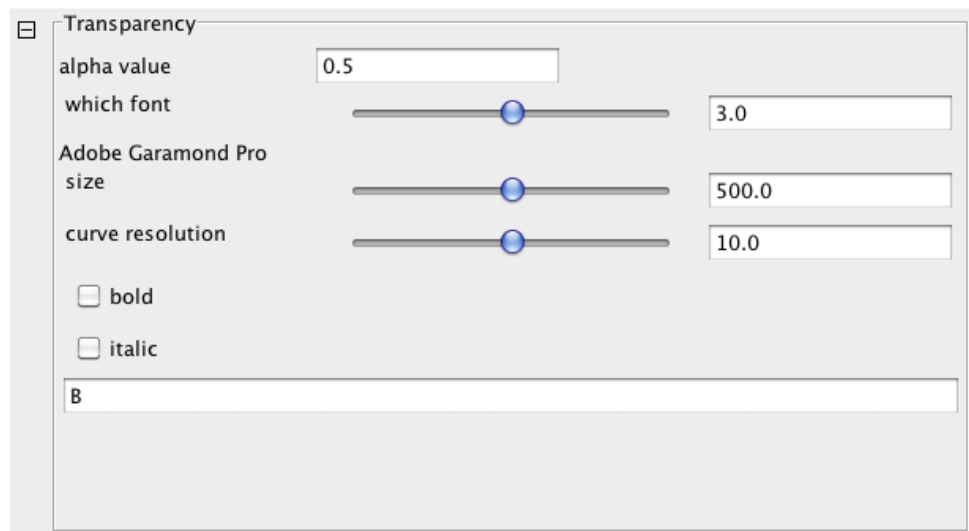 Transparency
alpha value 0.5
which font 3.0
Adobe Garamond Pro
size 500.0
curve resolution 10.0
bold
italic
B